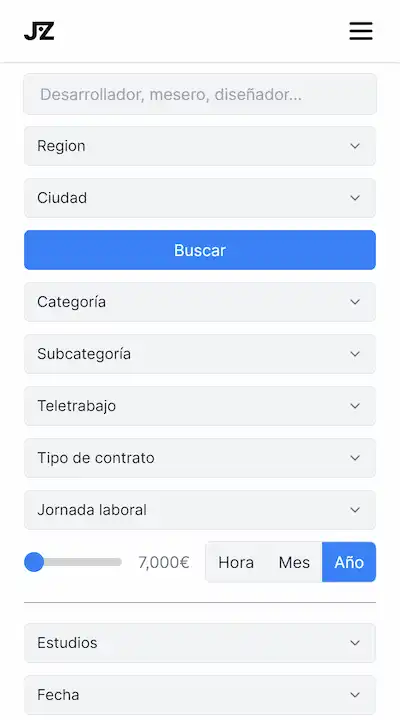 JZ
Desarrollador, mesero, diseñador...
Region
Ciudad
Buscar
Categoría
Subcategoría
Teletrabajo
Tipo de contrato
Jornada laboral
7,000€ Hora Mes Año
Estudios
Fecha